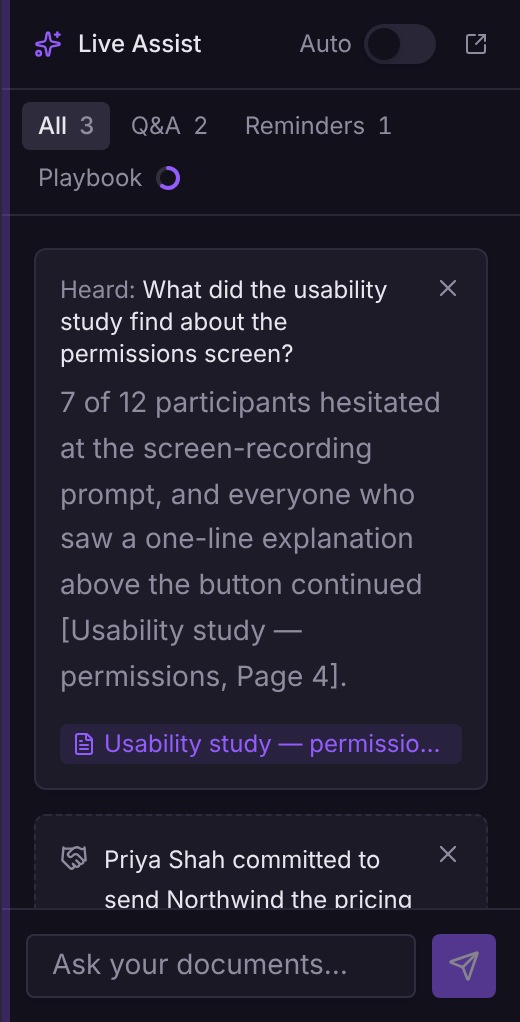 Live Assist
Auto
All 3
Q&A 2
Reminders 1
Playbook
Heard: What did the usability
study find about the
permissions screen?
7 of 12 participants hesitated
at the screen-recording
prompt, and everyone who
saw a one-line explanation
above the button continued
[Usability study —
permissions, Page 4].
Usability study — permissio...
Priya Shah committed to
send Northwind the pricing
Ask your documents...